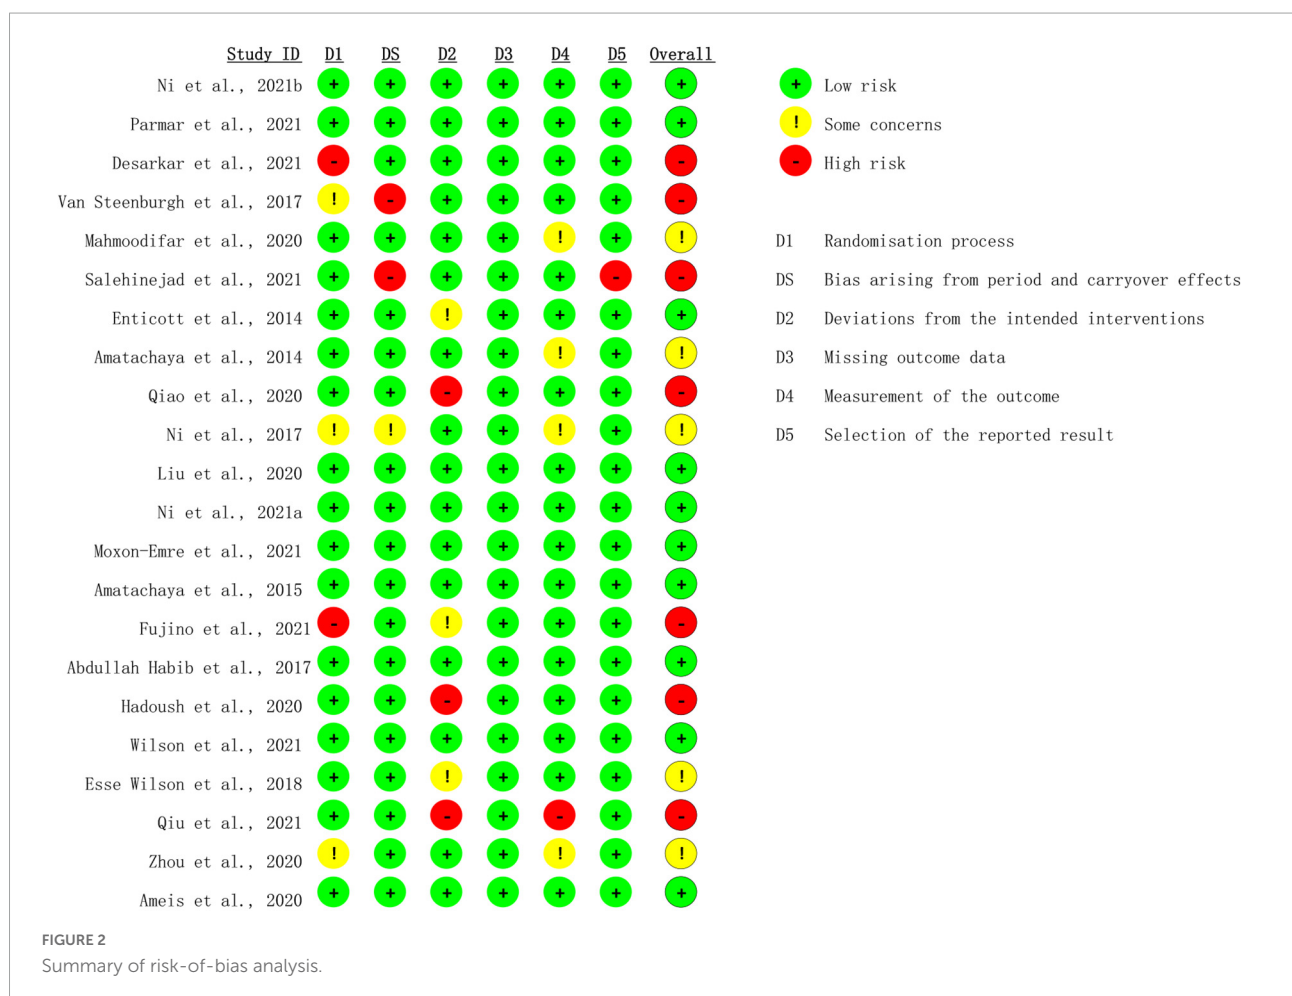 Study ID D1 DS D2 D3 D4 D5 Overall
Ni et al., 2021b + + + + + + +
Parmar et al., 2021 + + + + + + +
Desarkar et al., 2021 - + + + + + -
Van Steenburgh et al., 2017 ! - + + + + -
Mahmoodifar et al., 2020 + + + + ! + !
Salehinejad et al., 2021 + - + + + - -
Enticott et al., 2014 + + ! + + + +
Amatachaya et al., 2014 + + + + ! + !
Qiao et al., 2020 + + - + + + -
Ni et al., 2017 ! ! + + ! + !
Liu et al., 2020 + + + + + + +
Ni et al., 2021a + + + + + + +
Moxon-Emre et al., 2021 + + + + + + +
Amatachaya et al., 2015 + + + + + + +
Fujino et al., 2021 - + ! + + + -
Abdullah Habib et al., 2017 + + + + + + +
Hadoush et al., 2020 + + - + + + -
Wilson et al., 2021 + + + + + + +
Esse Wilson et al., 2018 + + ! + + + !
Qiu et al., 2021 + + - + - + -
Zhou et al., 2020 ! + + + ! + !
Ameis et al., 2020 + + + + + + +
+ Low risk
! Some concerns
- High risk
D1 Randomisation process
DS Bias arising from period and carryover effects
D2 Deviations from the intended interventions
D3 Missing outcome data
D4 Measurement of the outcome
D5 Selection of the reported result
FIGURE 2
Summary of risk-of-bias analysis.